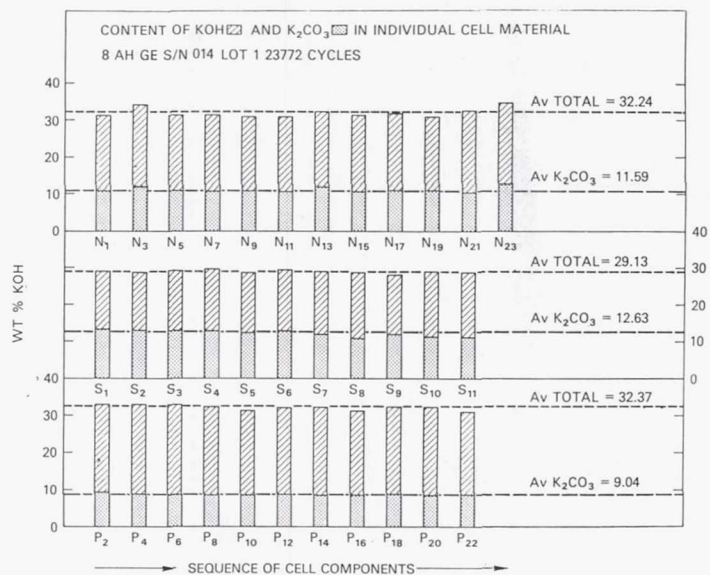 CONTENT OF KOH AND K₂CO₃ IN INDIVIDUAL CELL MATERIAL
8 AH GE S/N 014 LOT 1 23772 CYCLES
WT % KOH
40
30
20
10
0
Av TOTAL = 32.24
Av K₂CO₃ = 11.59
N₁ N₃ N₅ N₇ N₉ N₁₁ N₁₃ N₁₅ N₁₇ N₁₉ N₂₁ N₂₃
40
30
20
10
0
Av TOTAL = 29.13
Av K₂CO₃ = 12.63
S₁ S₂ S₃ S₄ S₅ S₆ S₇ S₈ S₉ S₁₀ S₁₁
40
30
20
10
0
Av TOTAL = 32.37
Av K₂CO₃ = 9.04
P₂ P₄ P₆ P₈ P₁₀ P₁₂ P₁₄ P₁₆ P₁₈ P₂₀ P₂₂
SEQUENCE OF CELL COMPONENTS